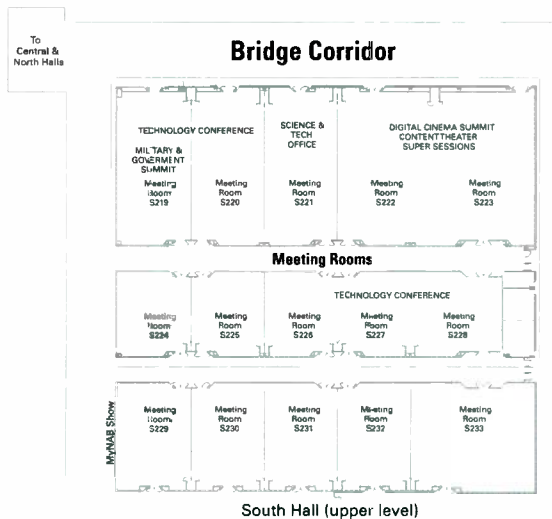 To
Central &
North Halls
Bridge Corridor
TECHNOLOGY CONFERENCE
MILITARY &
GOVERMENT
SUMMIT
SCIENCE &
TECH
OFFICE
DIGITAL CINEMA SUMMIT
CONTENT THEATER
SUPER SESSIONS
Meeting
Room
S219
Meeting
Room
S220
Meeting
Room
S221
Meeting
Room
S222
Meeting
Room
S223
Meeting Rooms
TECHNOLOGY CONFERENCE
Meeting
Room
S224
Meeting
Room
S225
Meeting
Room
S226
Meeting
Room
S227
Meeting
Room
S228
MyNAB Show
Meeting
Room
S229
Meeting
Room
S230
Meeting
Room
S231
Meeting
Room
S232
Meeting
Room
S233
South Hall (upper level)